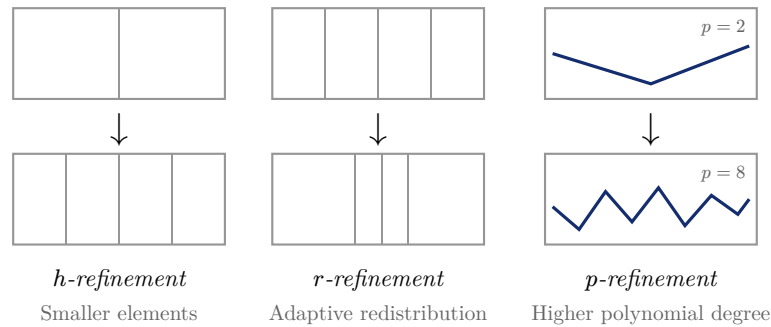 p = 2
p = 8
h-refinement
Smaller elements
r-refinement
Adaptive redistribution
p-refinement
Higher polynomial degree